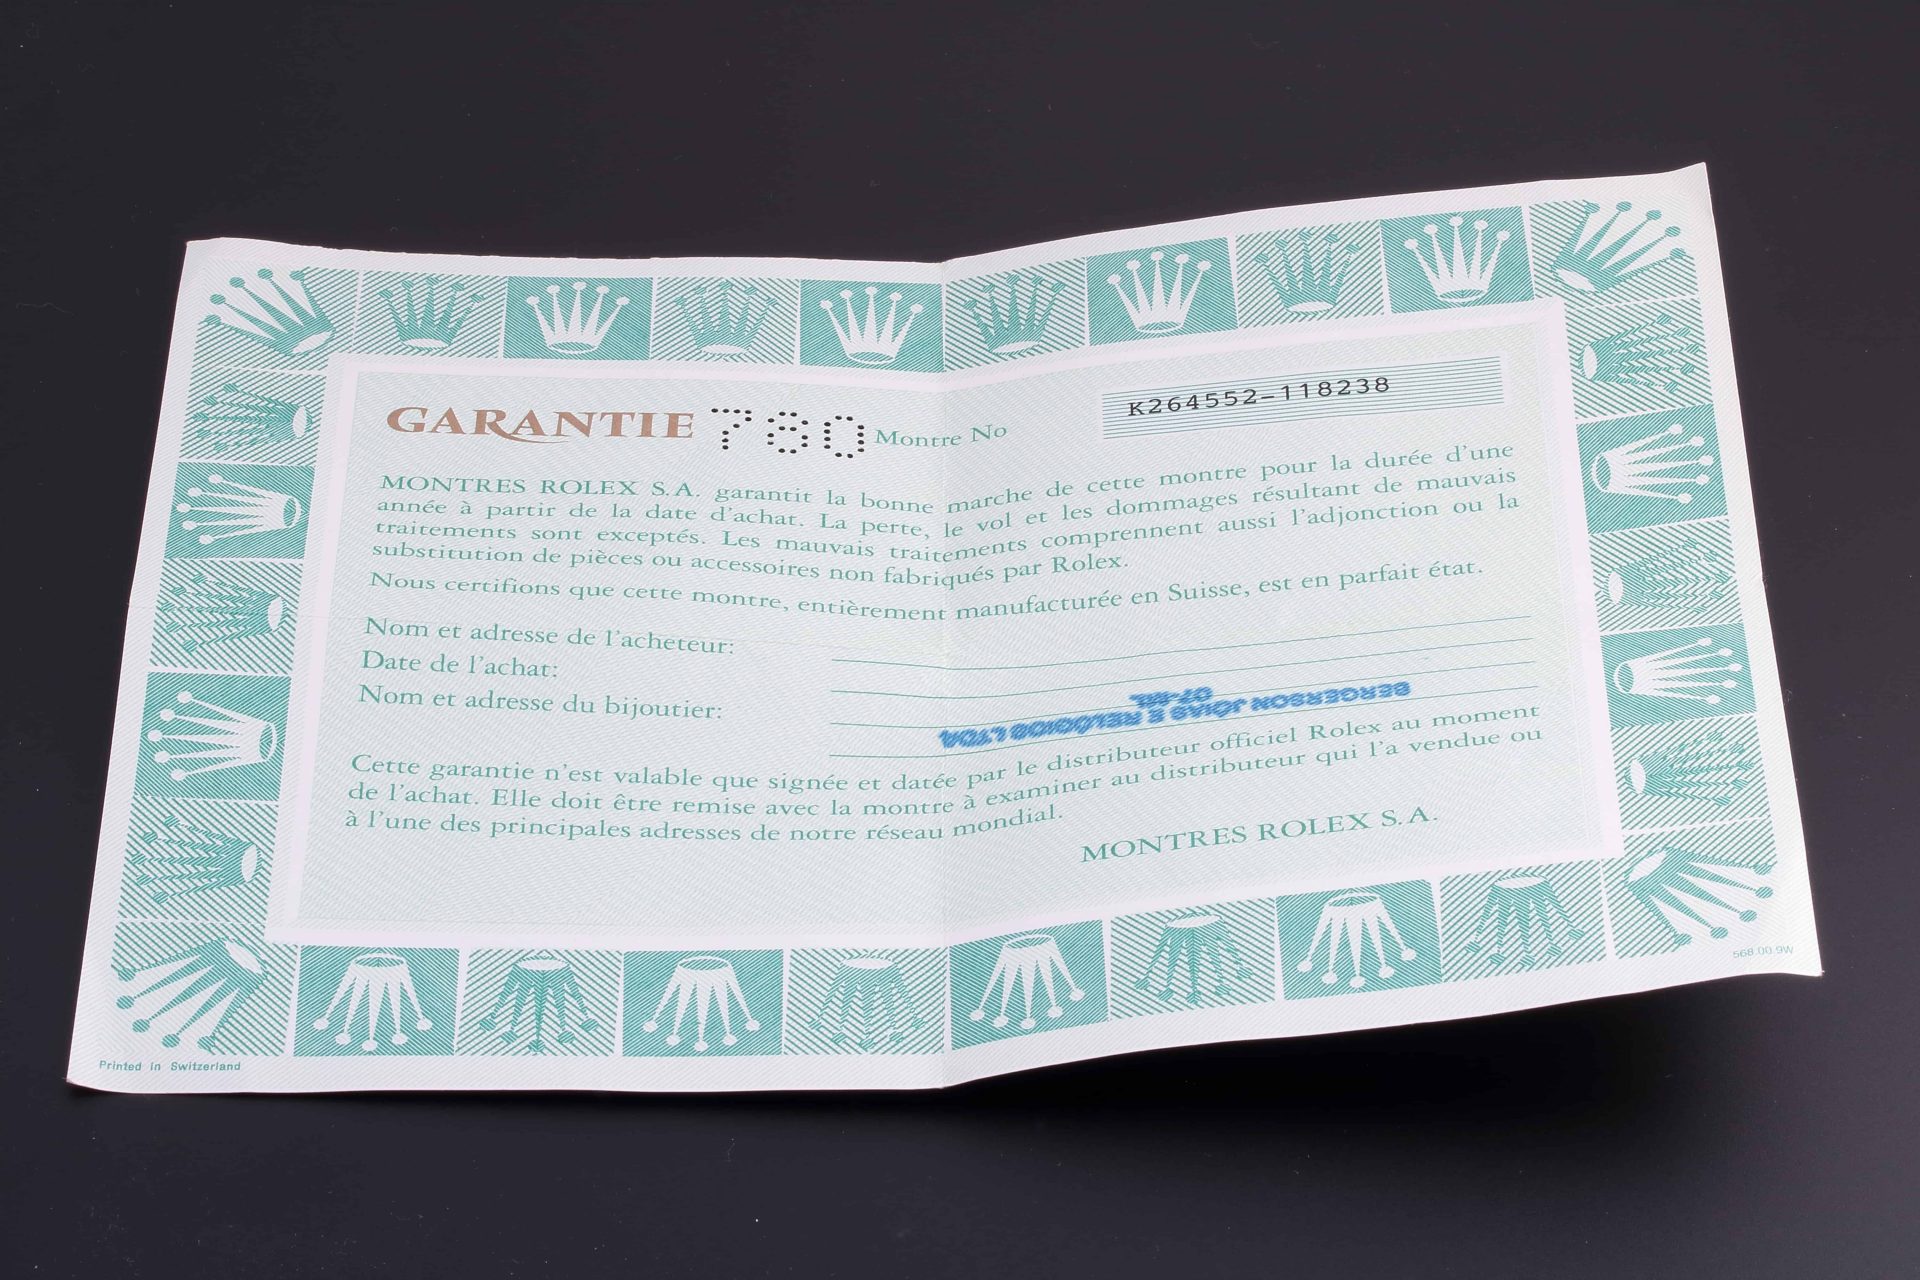 GARANTIE 780 Montre No K264552-118238
MONTRES ROLEX S.A. garantit la bonne marche de cette montre pour la durée d'une
année à partir de la date d'achat. La perte, le vol et les dommages résultant de mauvais
traitements sont exceptés. Les mauvais traitements comprennent aussi l'adjonction ou la
substitution de pièces ou accessoires non fabriqués par Rolex.
Nous certifions que cette montre, entièrement manufacturée en Suisse, est en parfait état.
Nom et adresse de l'acheteur:
Date de l'achat:
Nom et adresse du bijoutier:
BERGERSON JOIAS E RELÓGIOS LTDA
Cette garantie n'est valable que signée et datée par le distributeur officiel Rolex au moment
de l'achat. Elle doit être remise avec la montre à examiner au distributeur qui l'a vendue ou
à l'une des principales adresses de notre réseau mondial.
MONTRES ROLEX S.A.
568.00.9W
Printed in Switzerland